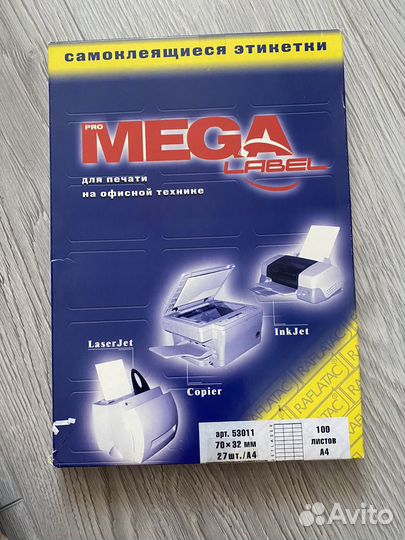 самоклеящиеся этикетки
PRO
MEGA
LABEL
для печати
на офисной технике
InkJet
LaserJet
Copier
RAFLATAC
RAFLATAC
арт. 53011
70×32 мм
27шт./А4
100
листов
А4
Avito